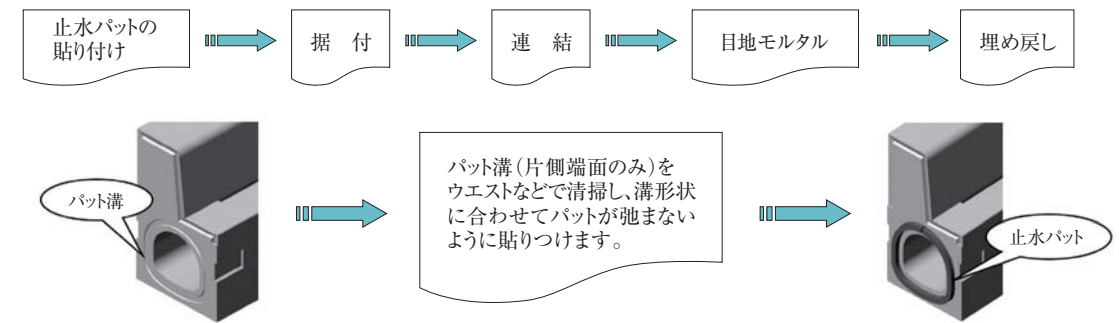 止水パットの
貼り付け
据 付
連 結
目地モルタル
埋め戻し
パット溝
パット溝(片側端面のみ)を
ウエストなどで清掃し、溝形状
に合わせてパットが弛まない
ように貼りつけます。
止水パット